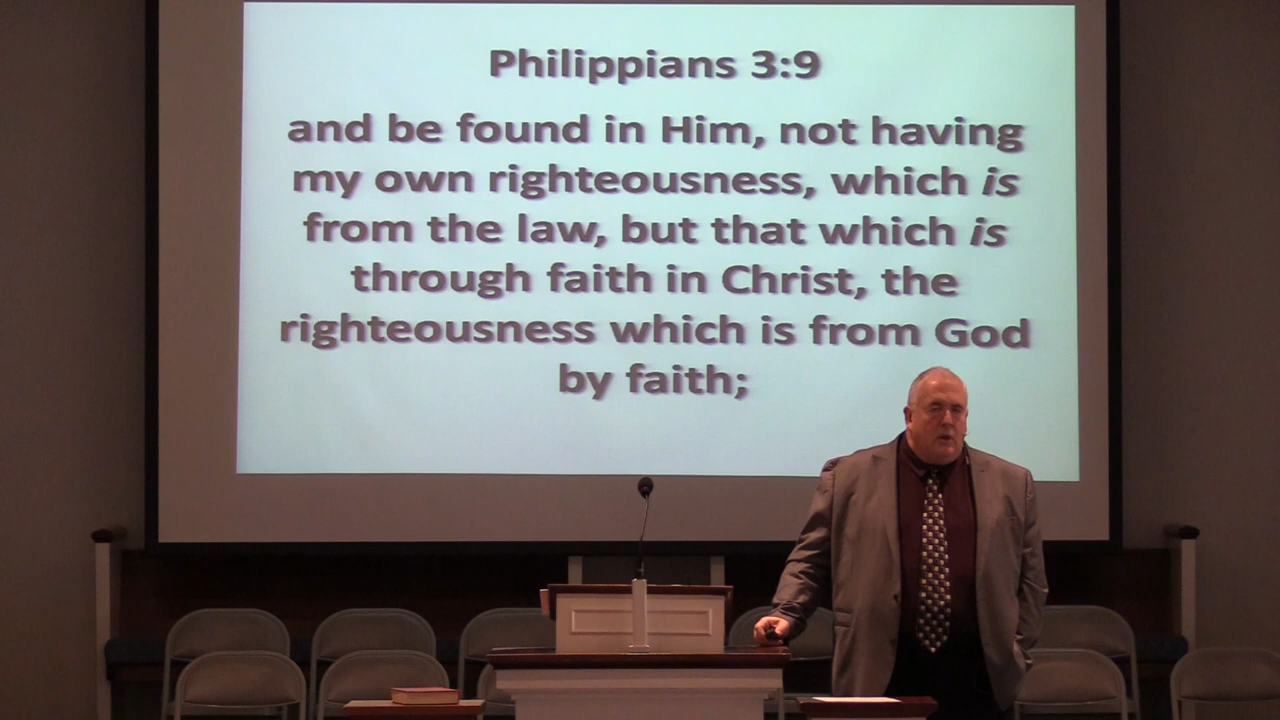 Philippians 3:9
and be found in Him, not having
my own righteousness, which is
from the law, but that which is
through faith in Christ, the
righteousness which is from God
by faith;